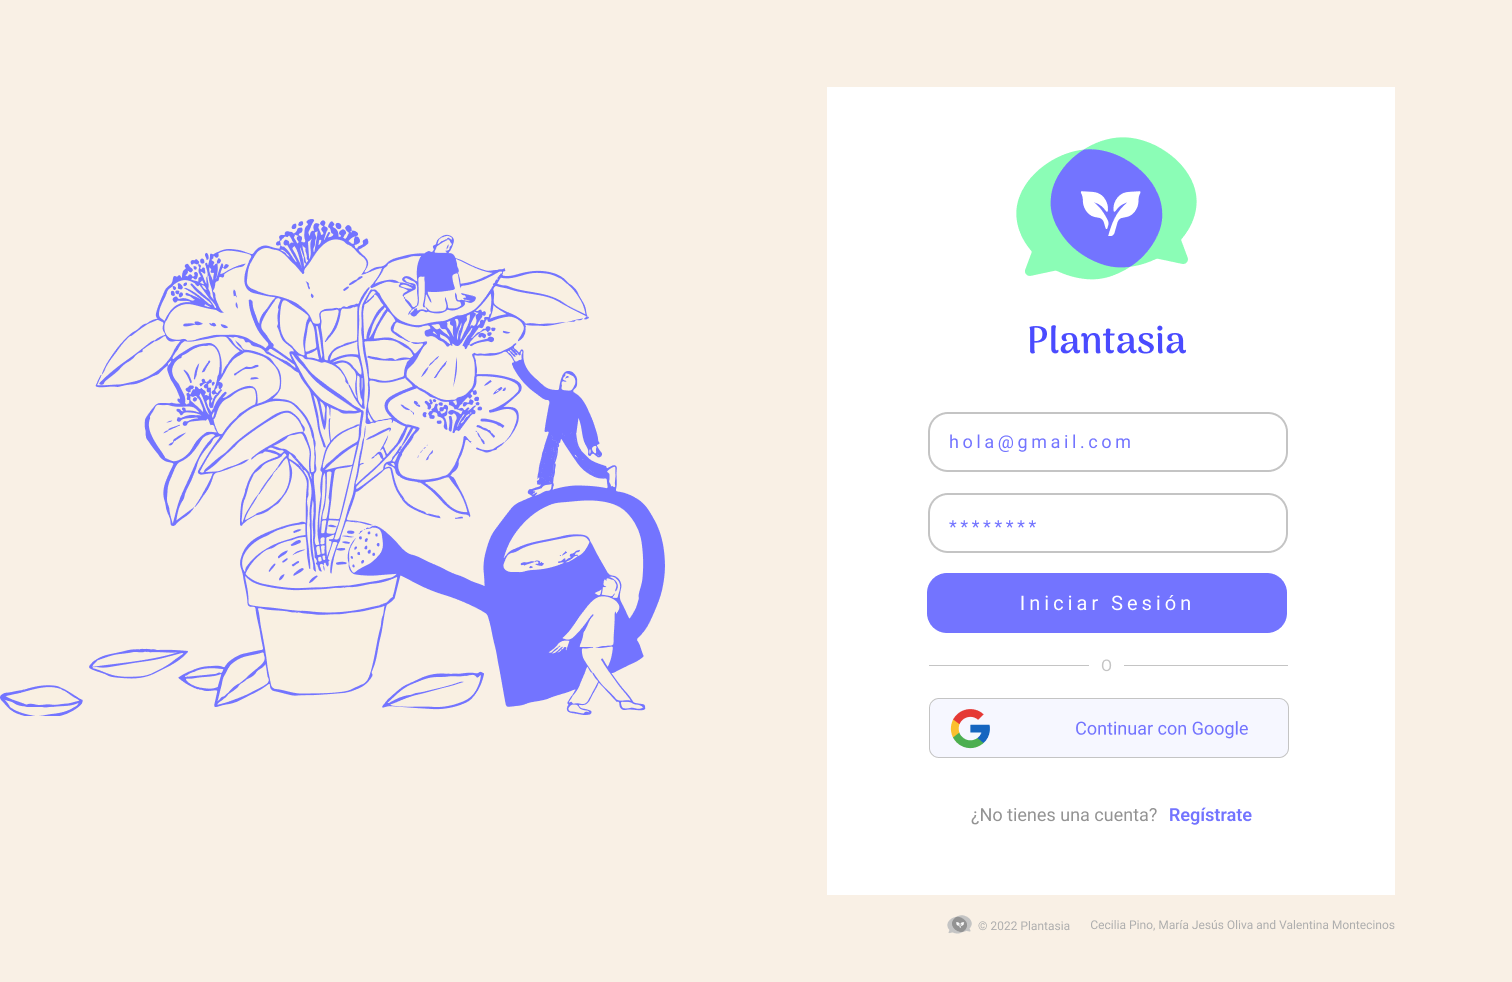 Plantasia
hola@gmail.com
********
Iniciar Sesión
O
Continuar con Google
¿No tienes una cuenta? Regístrate
© 2022 Plantasia Cecilia Pino, María Jesús Oliva and Valentina Montecinos